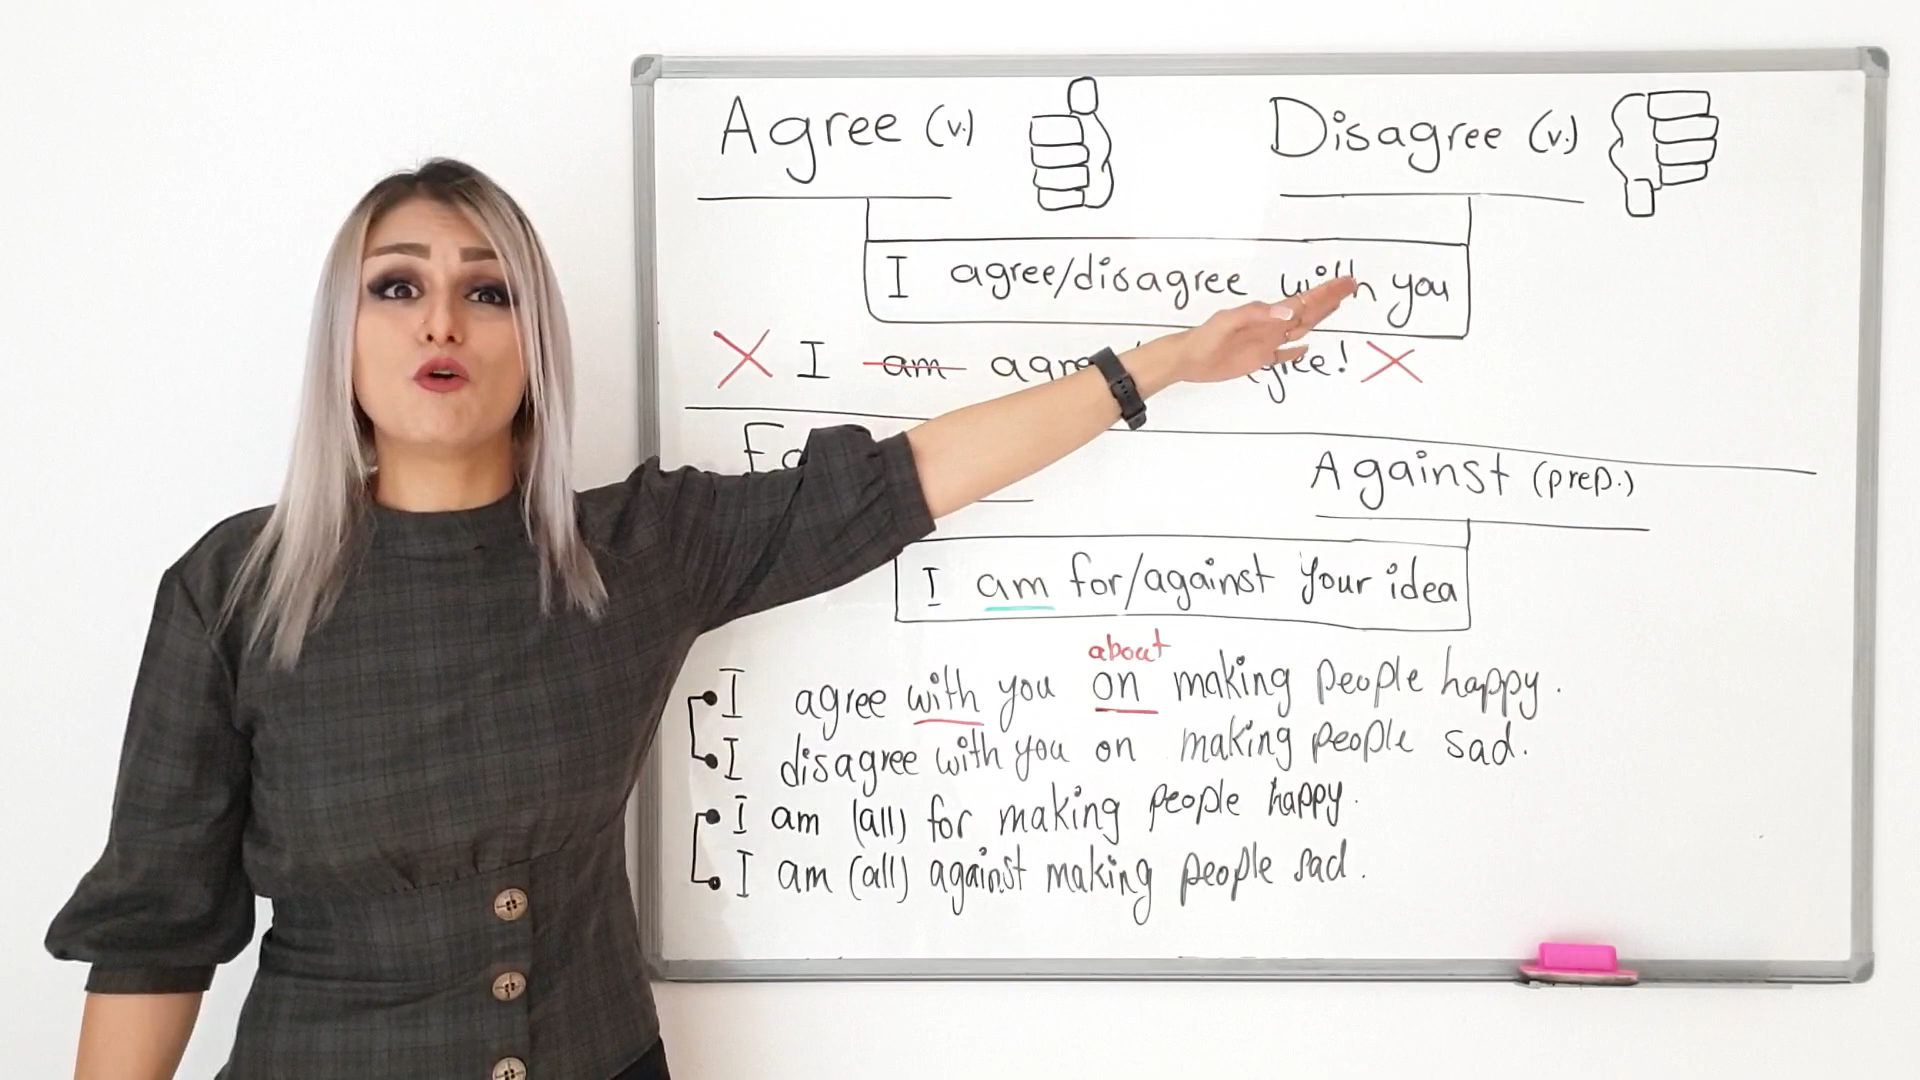 Agree (v.)
Disagree (v.)
I agree/disagree with you
X I am agree! X
Against (prep.)
I am for/against your idea
about
I agree with you on making people happy.
I disagree with you on making people sad.
I am (all) for making people happy.
I am (all) against making people sad.